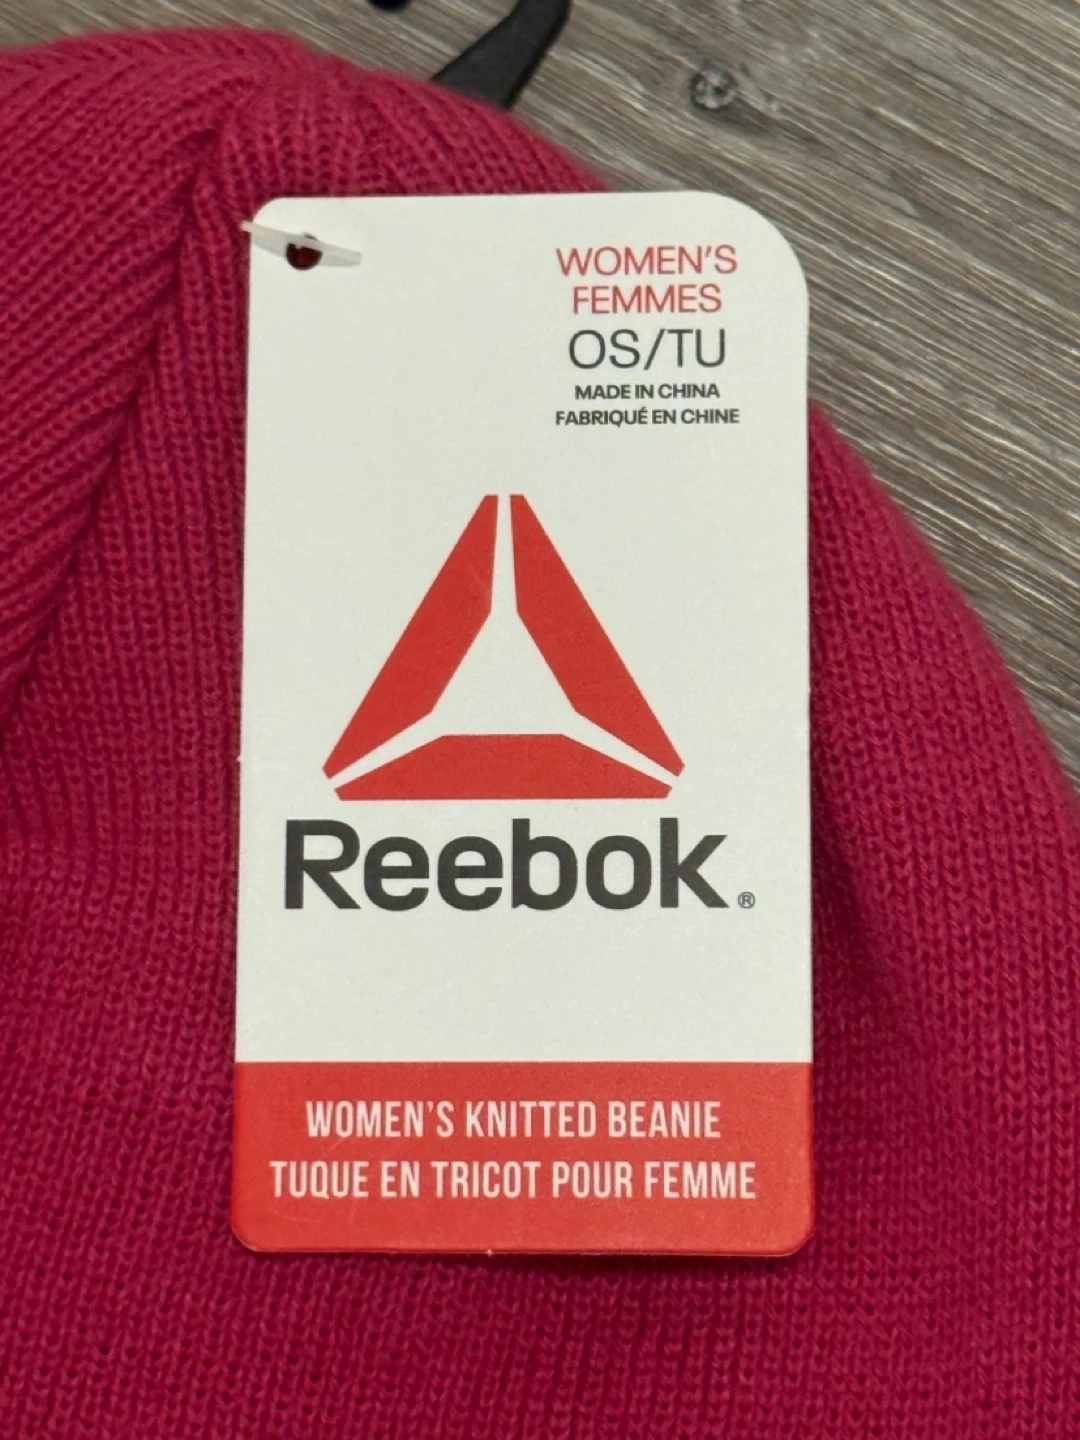 WOMEN'S
FEMMES
OS/TU
MADE IN CHINA
FABRIQUÉ EN CHINE
Reebok®
WOMEN'S KNITTED BEANIE
TUQUE EN TRICOT POUR FEMME